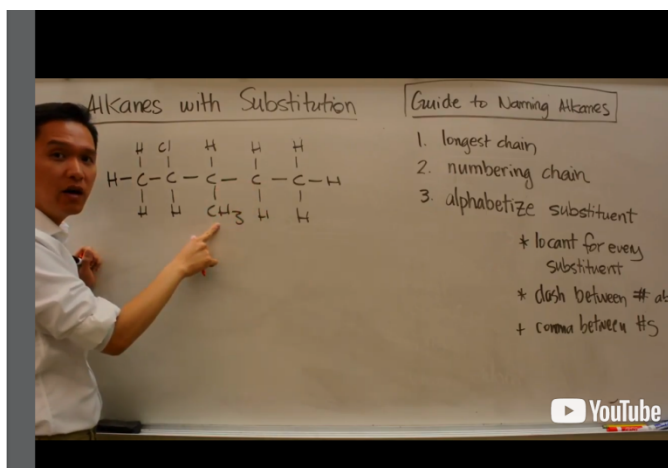 Alkanes with Substitution
H Cl H H H
H-C-C-C-C-C-H
H H CH3 H H
Guide to Naming Alkanes
1. longest chain
2. numbering chain
3. alphabetize substituent
* locant for every
substituent
* dash between #
+ comma between #s
YouTube